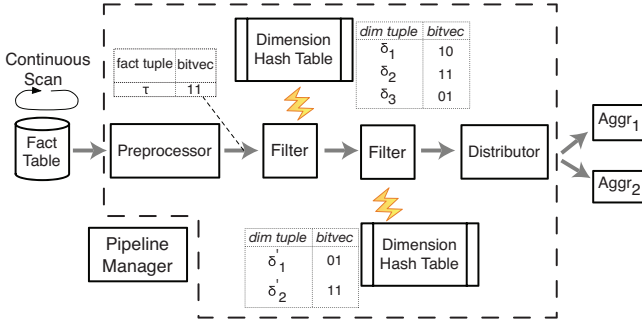 Continuous
Scan
Fact
Table
fact tuple bitvec
τ 11
Preprocessor
Dimension
Hash Table
dim tuple bitvec
δ1 10
δ2 11
δ3 01
Filter
Filter
Distributor
Aggr1
Aggr2
Pipeline
Manager
dim tuple bitvec
δ'1 01
δ'2 11
Dimension
Hash Table